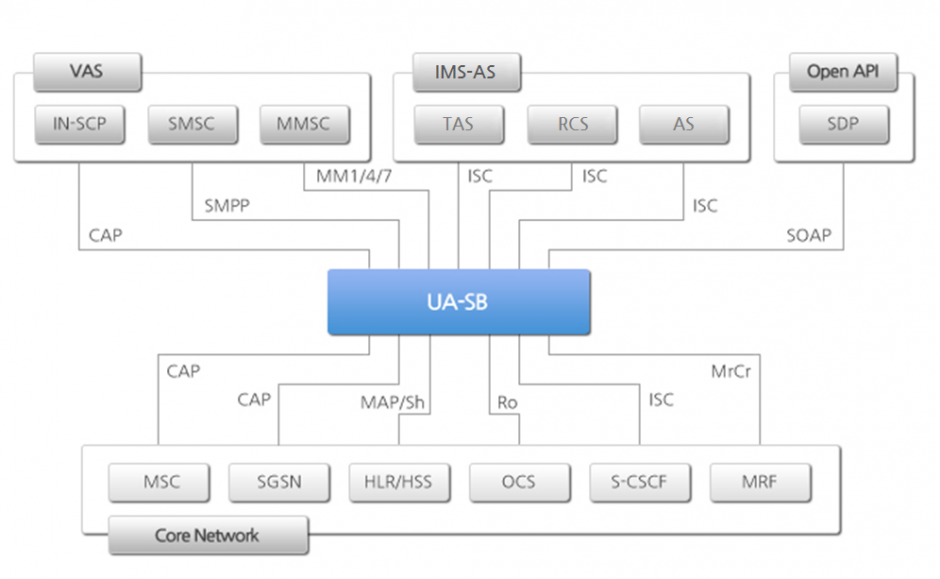 VAS
IMS-AS
Open API
IN-SCP
SMSC
MMSC
TAS
RCS
AS
SDP
MM1/4/7
ISC
ISC
SMPP
ISC
CAP
SOAP
UA-SB
CAP
MrCr
CAP
MAP/Sh
Ro
ISC
MSC
SGSN
HLR/HSS
OCS
S-CSCF
MRF
Core Network